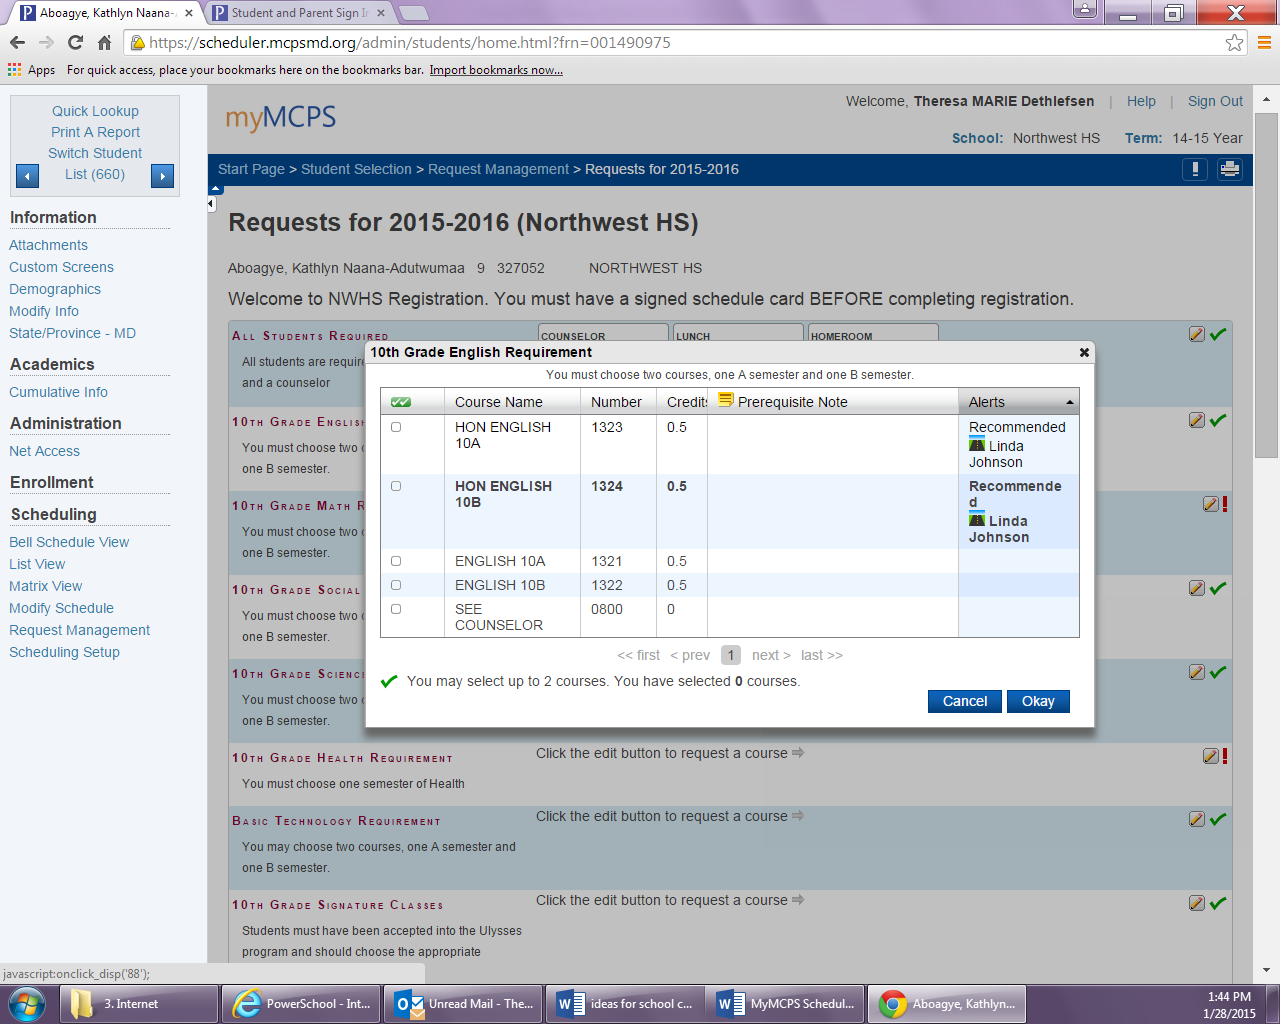 Aboagye, Kathlyn Naana-
Student and Parent Sign In
https://scheduler.mcpsmd.org/admin/students/home.html?frn=001490975
Apps For quick access, place your bookmarks here on the bookmarks bar. Import bookmarks now...
Quick Lookup
Print A Report
Switch Student
List (660)
Information
Attachments
Custom Screens
Demographics
Modify Info
State/Province - MD
Academics
Cumulative Info
Administration
Net Access
Enrollment
Scheduling
Bell Schedule View
List View
Matrix View
Modify Schedule
Request Management
Scheduling Setup
javascript:onclick_disp('88');
myMCPS
Welcome, Theresa MARIE Dethlefsen | Help | Sign Out
School: Northwest HS Term: 14-15 Year
Start Page > Student Selection > Request Management > Requests for 2015-2016
Requests for 2015-2016 (Northwest HS)
Aboagye, Kathlyn Naana-Adutwumaa 9 327052 NORTHWEST HS
Welcome to NWHS Registration. You must have a signed schedule card BEFORE completing registration.
All Students Required
COUNSELOR LUNCH HOMEROOM
All students are requir
and a counselor
10th Grade Englis
You must choose two c
one B semester.
10th Grade Math R
You must choose two c
one B semester.
10th Grade Social
You must choose two c
one B semester.
10th Grade Scienc
You must choose two c
one B semester.
10th Grade Health Requirement
Click the edit button to request a course
You must choose one semester of Health
Basic Technology Requirement
Click the edit button to request a course
You may choose two courses, one A semester and
one B semester.
10th Grade Signature Classes
Click the edit button to request a course
Students must have been accepted into the Ulysses
program and should choose the appropriate
10th Grade English Requirement
You must choose two courses, one A semester and one B semester.
Course Name Number Credits Prerequisite Note Alerts
HON ENGLISH 1323 0.5 Recommended
10A Linda
Johnson
HON ENGLISH 1324 0.5 Recommende
10B d
Linda
Johnson
ENGLISH 10A 1321 0.5
ENGLISH 10B 1322 0.5
SEE 0800 0
COUNSELOR
<< first < prev 1 next > last >>
You may select up to 2 courses. You have selected 0 courses.
Cancel Okay
3. Internet
PowerSchool - Int...
Unread Mail - The...
ideas for school c...
MyMCPS Schedul...
Aboagye, Kathlyn...
1:44 PM
1/28/2015